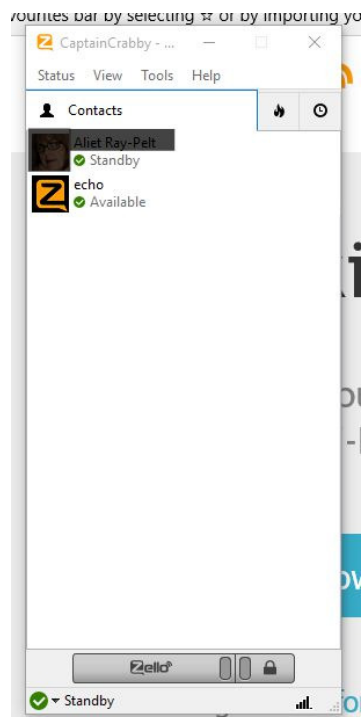 vourites bar by selecting ☆ or by importing yo
CaptainCrabby - ...
Status View Tools Help
Contacts
Aliet Ray-Pelt
Standby
echo
Available
Zello
Standby